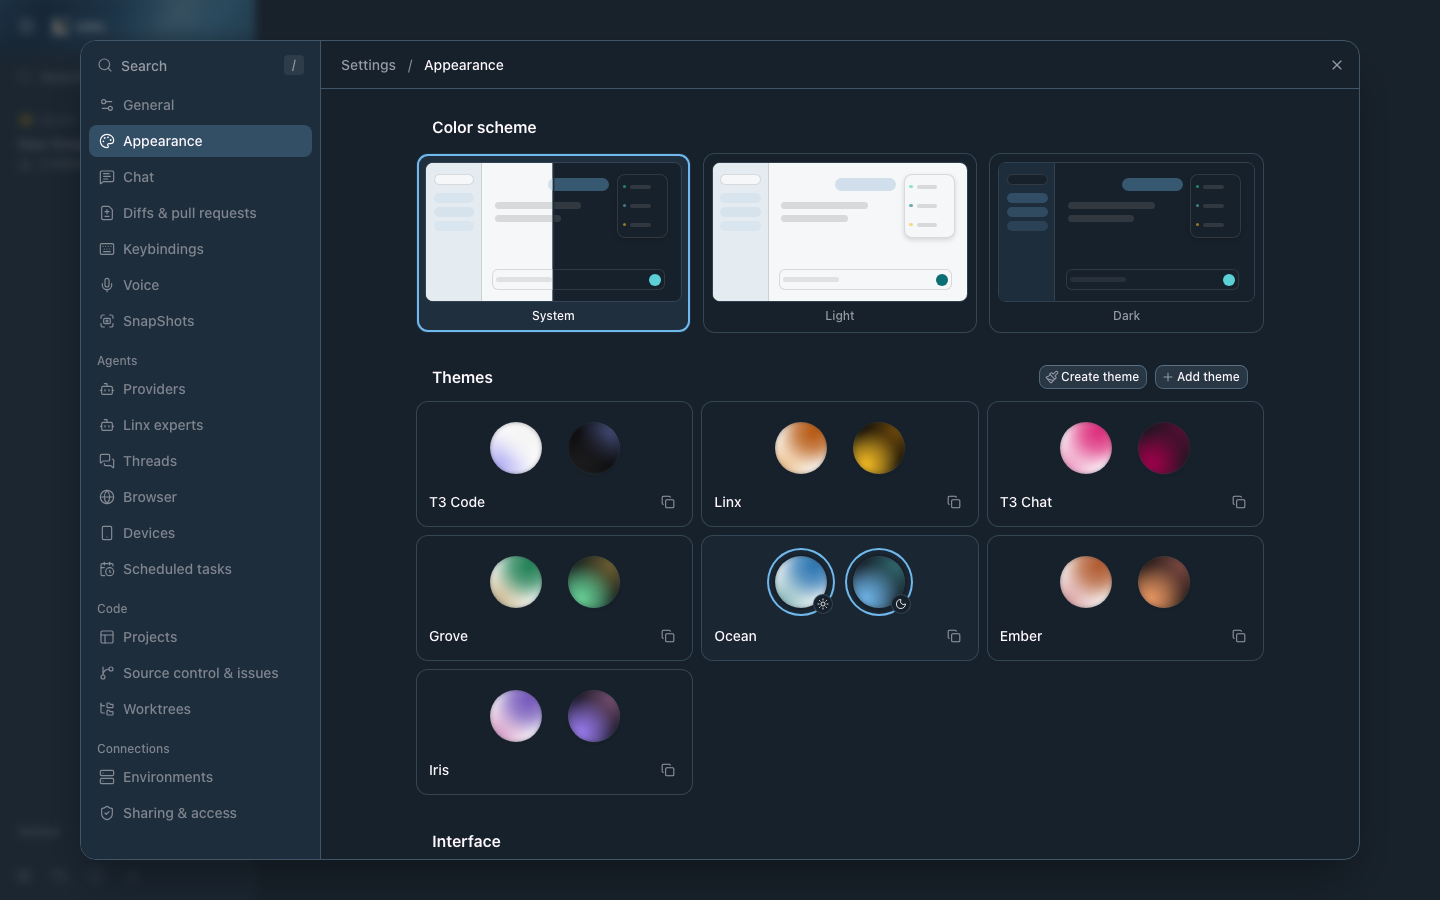 Search
/
General
Appearance
Chat
Diffs & pull requests
Keybindings
Voice
SnapShots
Agents
Providers
Linx experts
Threads
Browser
Devices
Scheduled tasks
Code
Projects
Source control & issues
Worktrees
Connections
Environments
Sharing & access
Settings / Appearance
Color scheme
System
Light
Dark
Themes
Create theme
Add theme
T3 Code
Linx
T3 Chat
Grove
Ocean
Ember
Iris
Interface